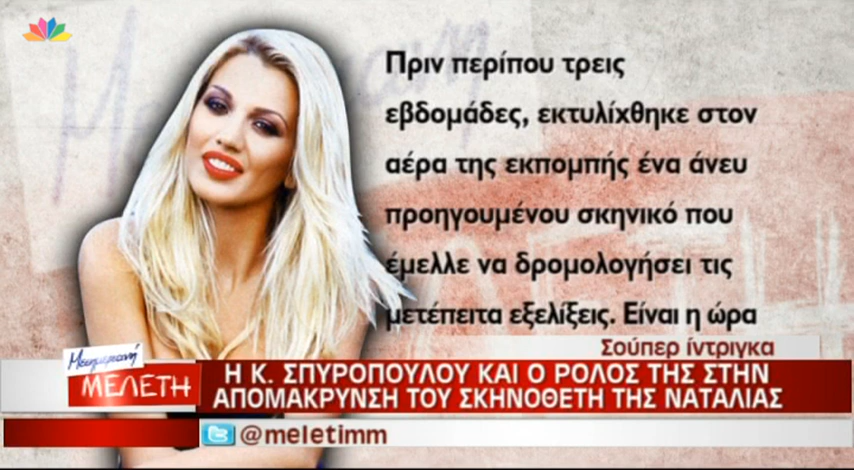 Πριν περίπου τρεις
εβδομάδες, εκτυλίχθηκε στον
αέρα της εκπομπής ένα άνευ
προηγουμένου σκηνικό που
έμελλε να δρομολογήσει τις
μετέπειτα εξελίξεις. Είναι η ώρα
Σούπερ ίντριγκα
Μεσημεριανή
ΜΕΛΕΤΗ
Η Κ. ΣΠΥΡΟΠΟΥΛΟΥ ΚΑΙ Ο ΡΟΛΟΣ ΤΗΣ ΣΤΗΝ
ΑΠΟΜΑΚΡΥΝΣΗ ΤΟΥ ΣΚΗΝΟΘΕΤΗ ΤΗΣ ΝΑΤΑΛΙΑΣ
@meletimm